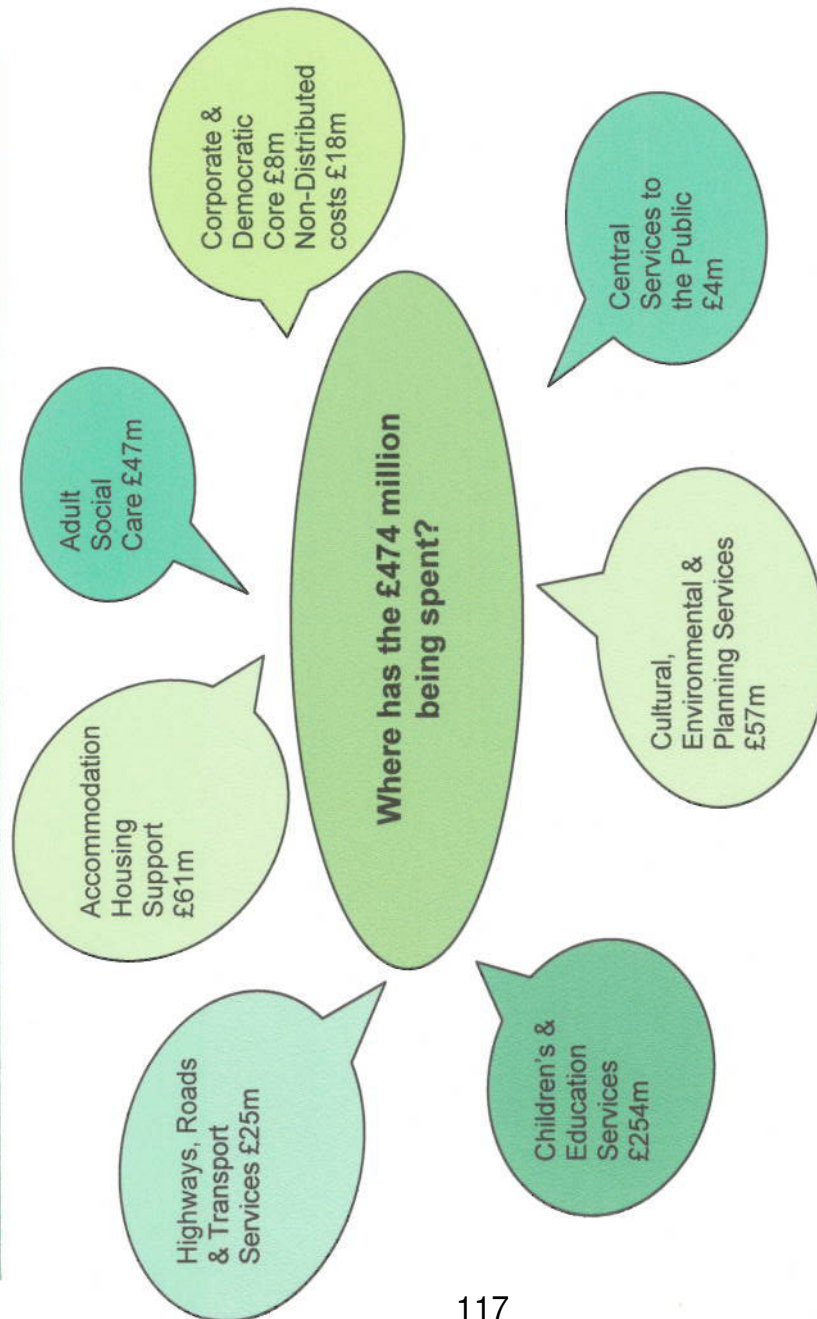 Highways, Roads
& Transport
Services £25m
Accommodation
Housing
Support
£61m
Adult
Social
Care £47m
Corporate &
Democratic
Core £8m
Non-Distributed
costs £18m
Where has the £474 million
being spent?
Children's &
Education
Services
£254m
Cultural,
Environmental &
Planning Services
£57m
Central
Services to
the Public
£4m
117